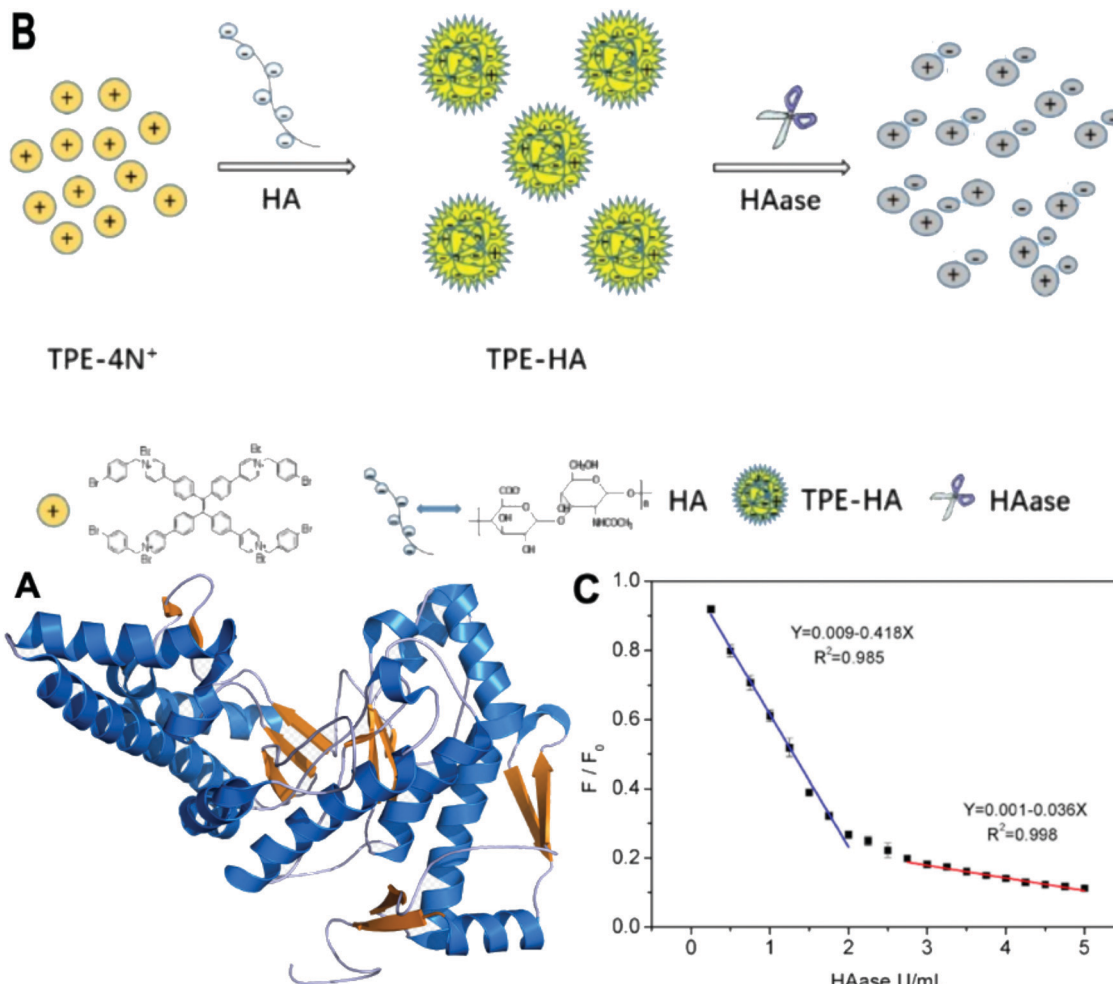 B
HA
HAase
TPE-4N⁺
TPE-HA
HA
TPE-HA
HAase
A
C
Y=0.009-0.418X
R²=0.985
Y=0.001-0.036X
R²=0.998
F / F₀
1.0
0.8
0.6
0.4
0.2
0.0
0 1 2 3 4 5
HAase U/ml